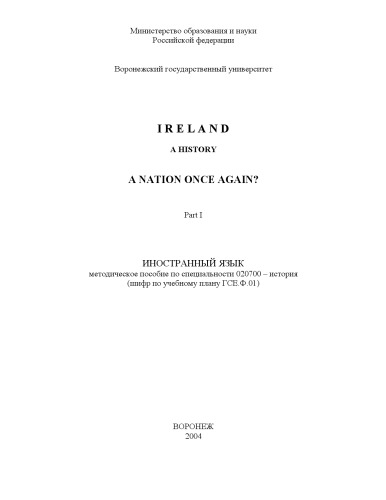 Министерство образования и науки
Российской федерации
Воронежский государственный университет
I R E L A N D
A HISTORY
A NATION ONCE AGAIN?
Part I
ИНОСТРАННЫЙ ЯЗЫК
методическое пособие по специальности 020700 – история
(шифр по учебному плану ГСЕ.Ф.01)
ВОРОНЕЖ
2004